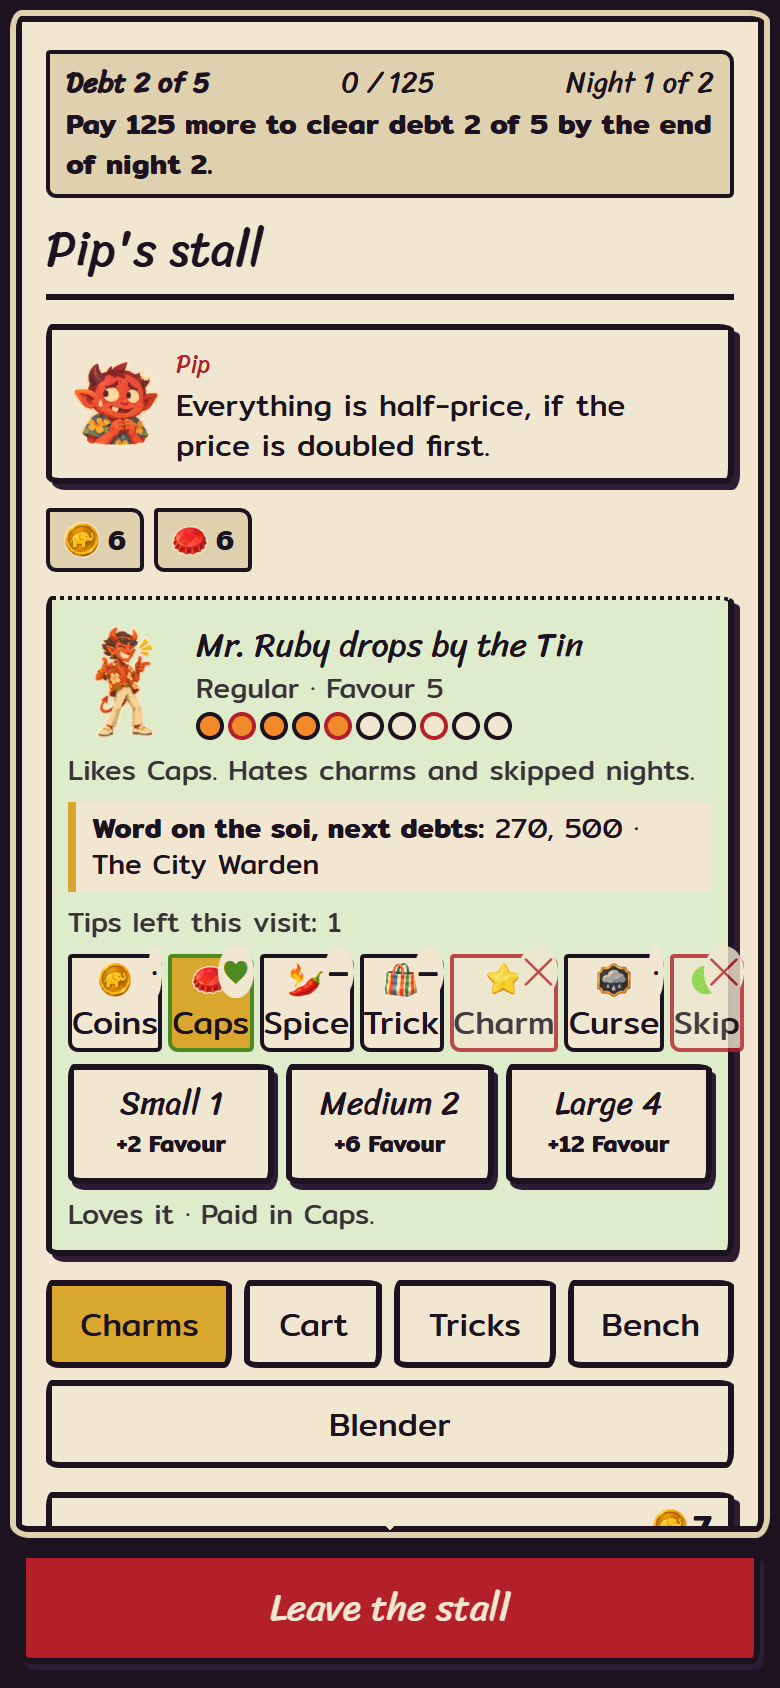 Debt 2 of 5 0 / 125 Night 1 of 2
Pay 125 more to clear debt 2 of 5 by the end
of night 2.
Pip's stall
Pip
Everything is half-price, if the
price is doubled first.
6 6
Mr. Ruby drops by the Tin
Regular · Favour 5
Likes Caps. Hates charms and skipped nights.
Word on the soi, next debts: 270, 500 ·
The City Warden
Tips left this visit: 1
Coins Caps Spice Trick Charm Curse Skip
Small 1 Medium 2 Large 4
+2 Favour +6 Favour +12 Favour
Loves it · Paid in Caps.
Charms Cart Tricks Bench
Blender
7
Leave the stall